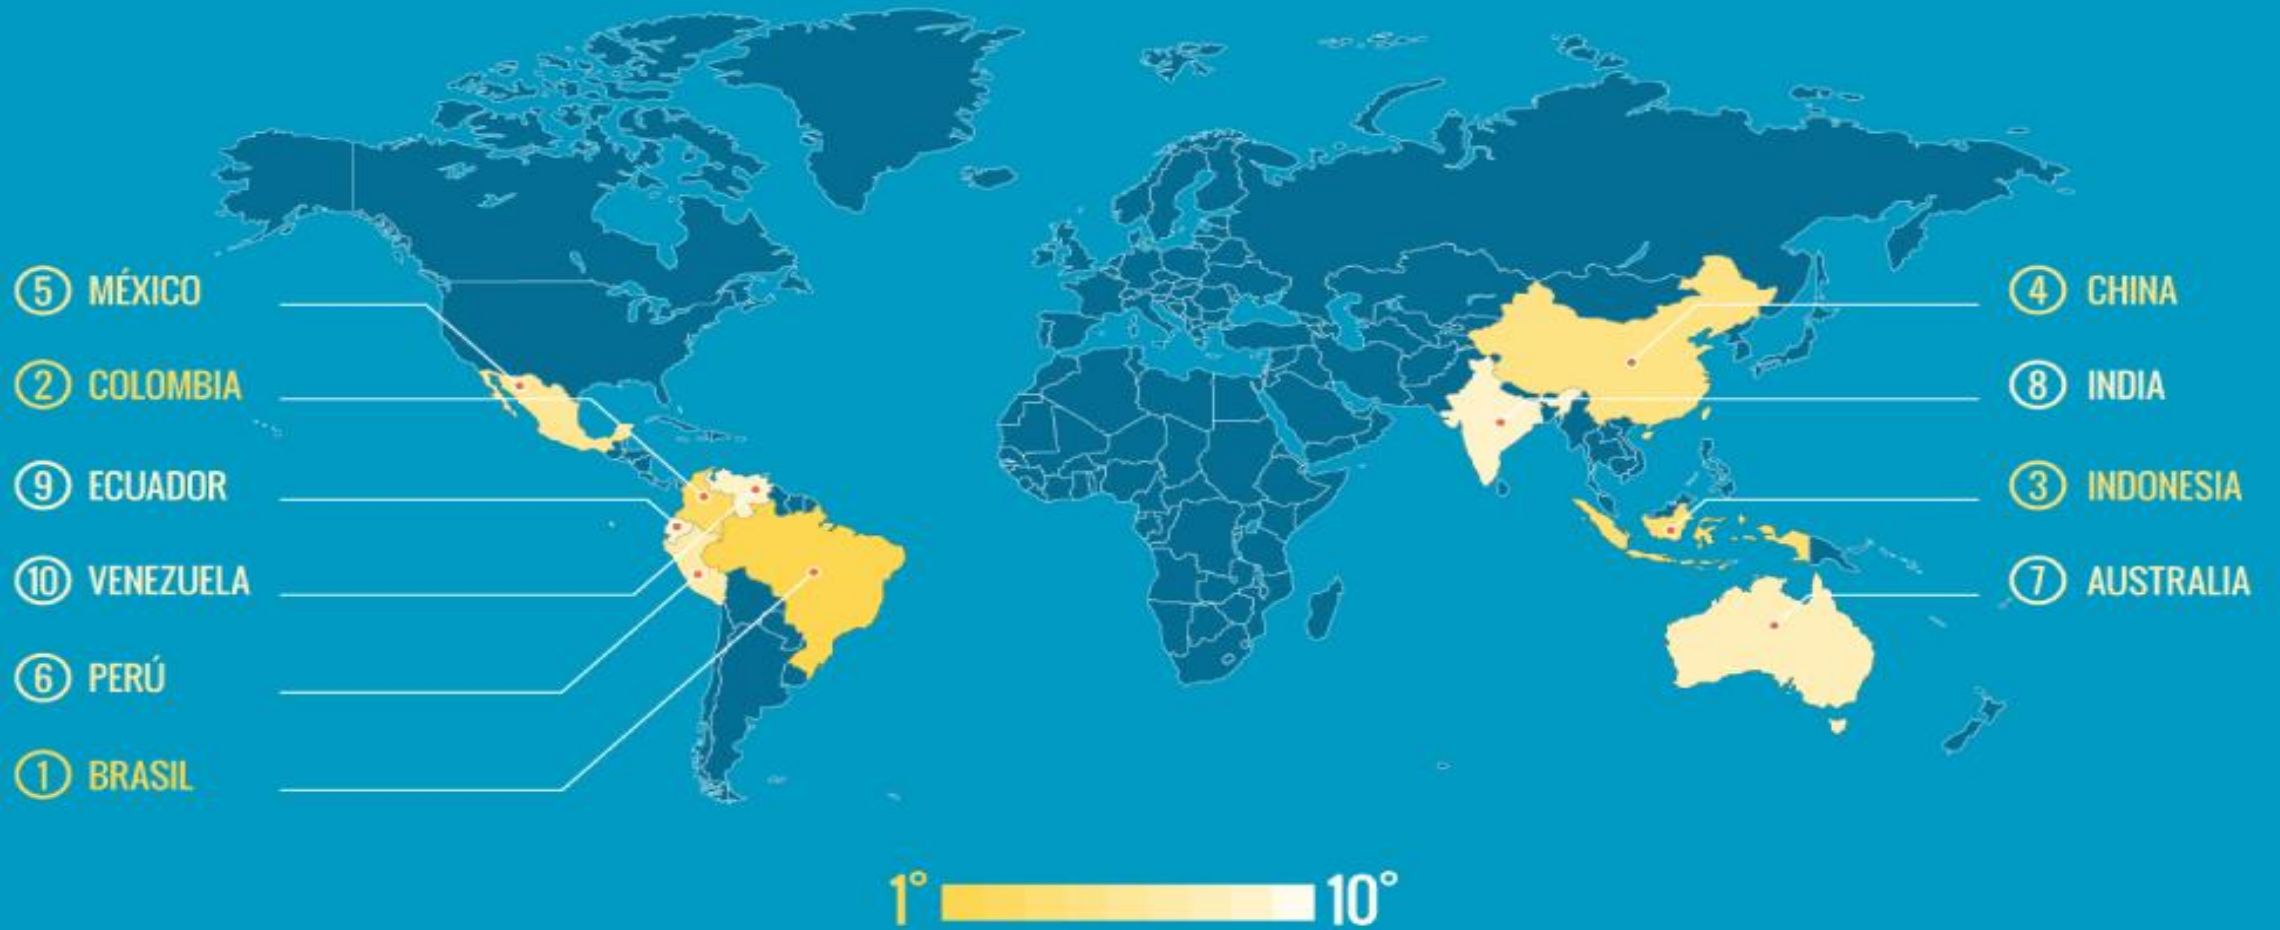 5 MÉXICO
2 COLOMBIA
9 ECUADOR
10 VENEZUELA
6 PERÚ
1 BRASIL
4 CHINA
8 INDIA
3 INDONESIA
7 AUSTRALIA
1° 10°